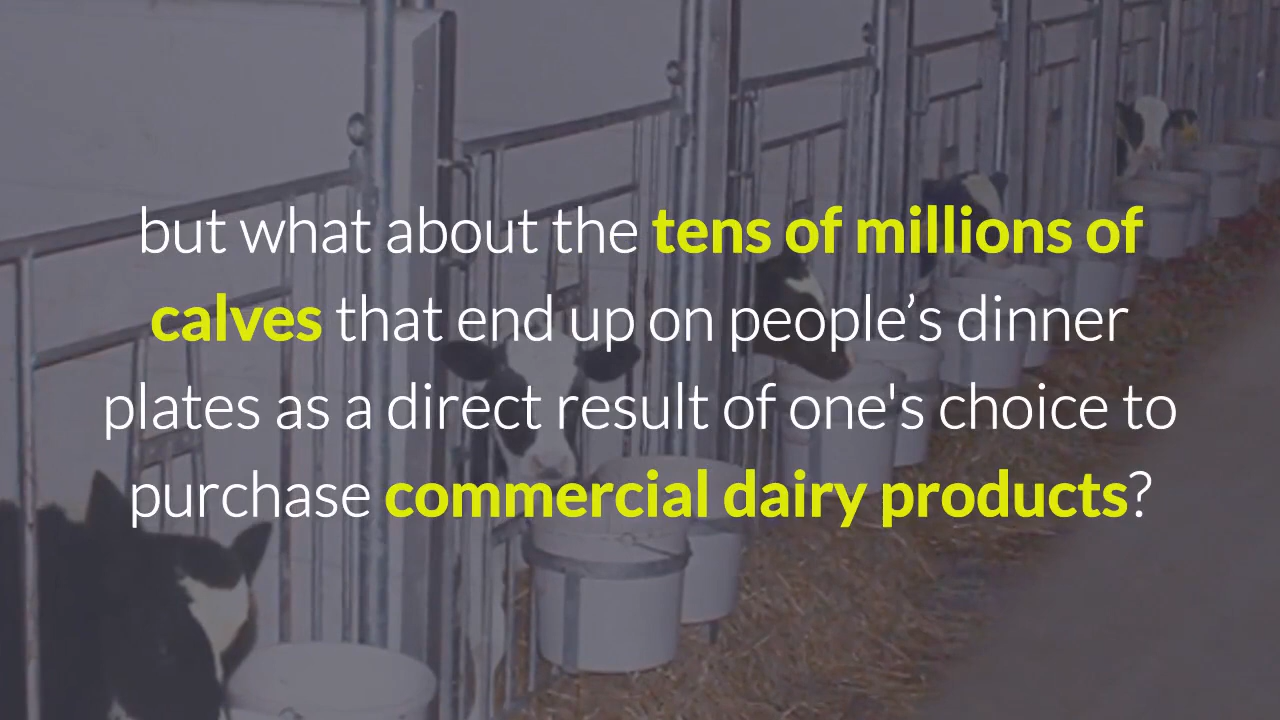 but what about the tens of millions of
calves that end up on people’s dinner
plates as a direct result of one's choice to
purchase commercial dairy products?